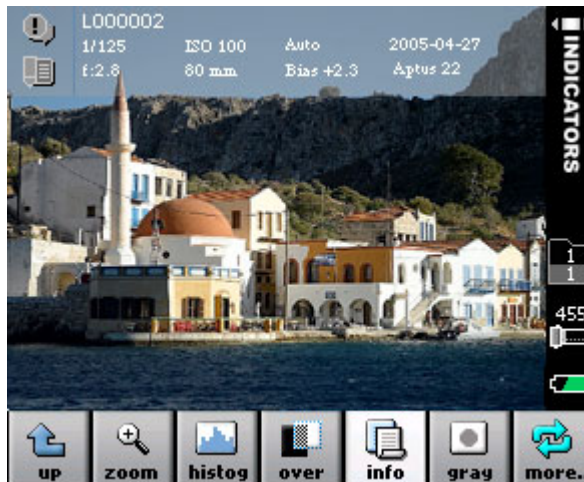 L000002
1/125 ISO 100 Auto 2005-04-27
f:2.8 80 mm Bias +2.3 Aptus 22
INDICATORS
1
1
455
up zoom histog over info gray more.